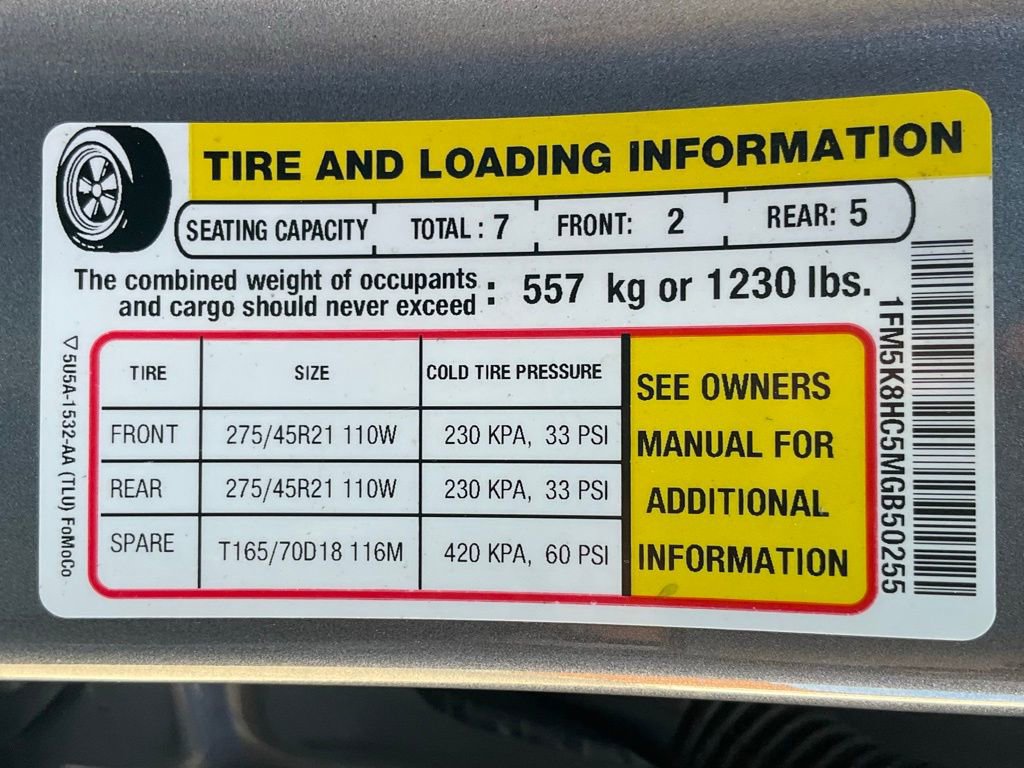 TIRE AND LOADING INFORMATION
SEATING CAPACITY TOTAL : 7 FRONT: 2 REAR: 5
The combined weight of occupants
and cargo should never exceed : 557 kg or 1230 lbs.
TIRE SIZE COLD TIRE PRESSURE
FRONT 275/45R21 110W 230 KPA, 33 PSI
REAR 275/45R21 110W 230 KPA, 33 PSI
SPARE T165/70D18 116M 420 KPA, 60 PSI
SEE OWNERS
MANUAL FOR
ADDITIONAL
INFORMATION
▽5U5A-1532-AA (TLU) FoMoCo
1FM5K8HC5MGB50255